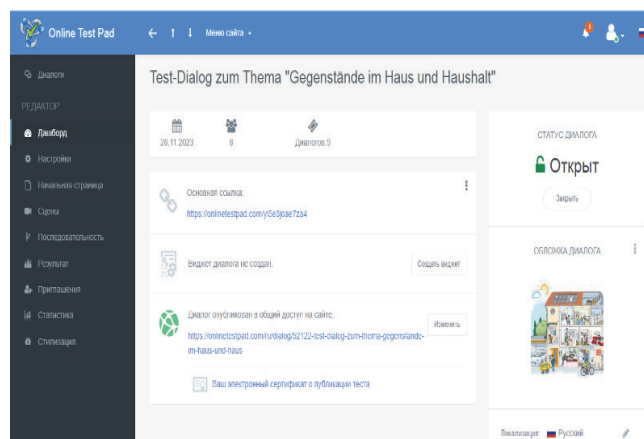 Online Test Pad
Меню сайта
Диалоги
РЕДАКТОР
Дашборд
Настройки
Начальная страница
Сцены
Последовательность
Результат
Приглашения
Статистика
Стилизация
Test-Dialog zum Thema "Gegenstände im Haus und Haushalt"
28.11.2023
8
Диалогов:9
Основная ссылка:
https://onlinetestpad.com/yi5e3joae7za4
Виджет диалога не создан.
Создать виджет
Диалог опубликован в общий доступ на сайте.
Изменить
https://onlinetestpad.com/ru/dialog/52122-test-dialog-zum-thema-gegenstande-
im-haus-und-haus
Ваш электронный сертификат о публикации теста
СТАТУС ДИАЛОГА
Открыт
Закрыть
ОБЛОЖКА ДИАЛОГА
Локализация: Русский